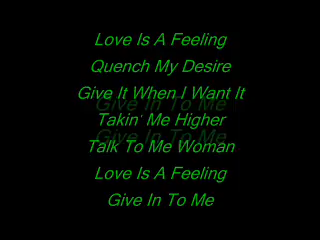 Love Is A Feeling
Quench My Desire
Give It When I Want It
Give In To Me
Takin' Me Higher
Give In To Me
Talk To Me Woman
Love Is A Feeling
Give In To Me